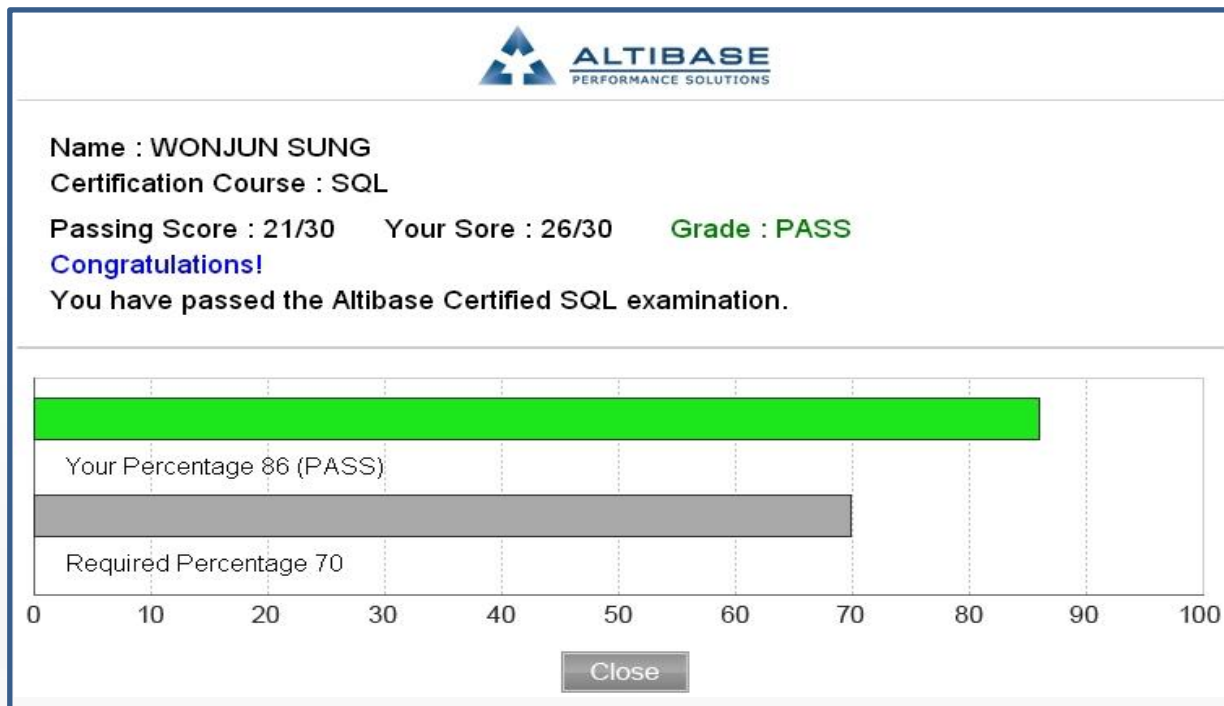 ALTIBASE
PERFORMANCE SOLUTIONS
Name : WONJUN SUNG
Certification Course : SQL
Passing Score : 21/30 Your Sore : 26/30 Grade : PASS
Congratulations!
You have passed the Altibase Certified SQL examination.
Your Percentage 86 (PASS)
Required Percentage 70
0 10 20 30 40 50 60 70 80 90 100
Close